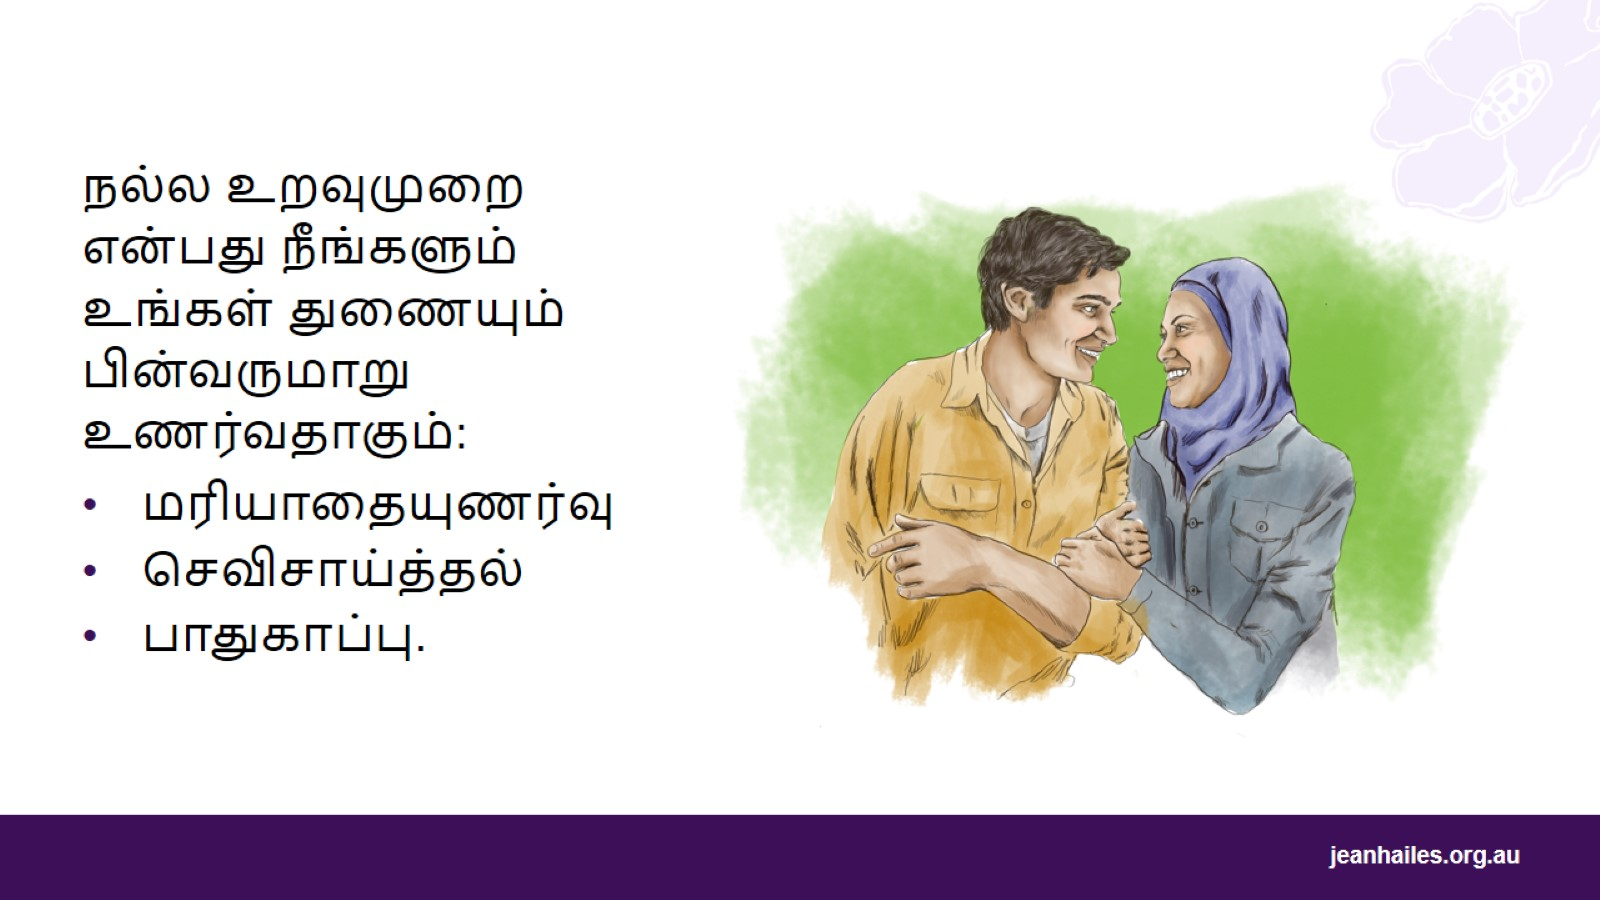 நல்ல உறவுமுறை
என்பது நீங்களும்
உங்கள் துணையும்
பின்வருமாறு
உணர்வதாகும்:
• மரியாதையுணர்வு
• செவிசாய்த்தல்
• பாதுகாப்பு.
jeanhailes.org.au